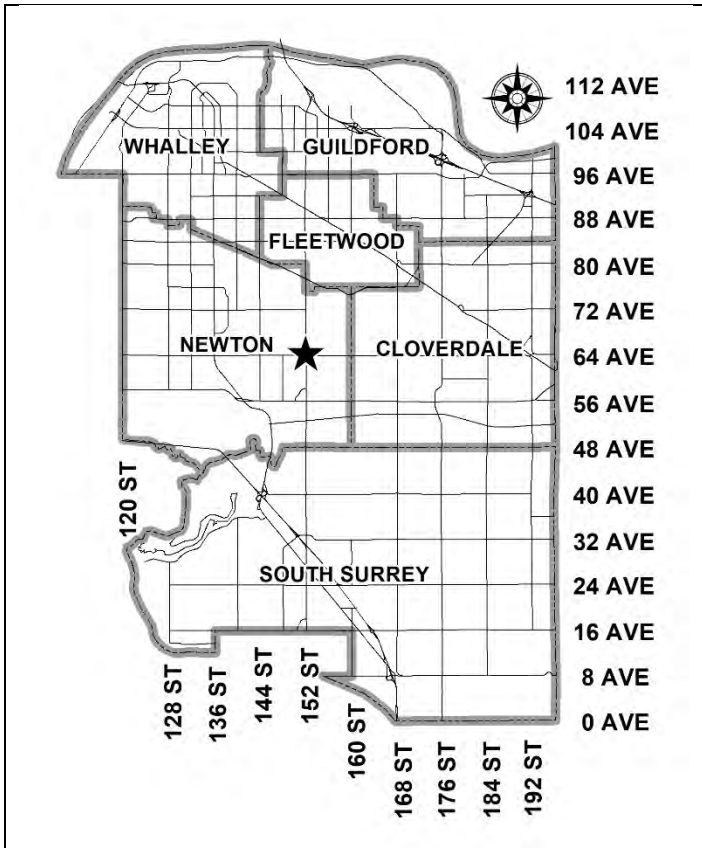 112 AVE
104 AVE
WHALLEY
GUILDFORD
96 AVE
88 AVE
FLEETWOOD
80 AVE
72 AVE
NEWTON
CLOVERDALE
64 AVE
56 AVE
48 AVE
120 ST
40 AVE
32 AVE
SOUTH SURREY
24 AVE
16 AVE
8 AVE
0 AVE
128 ST
136 ST
144 ST
152 ST
160 ST
168 ST
176 ST
184 ST
192 ST